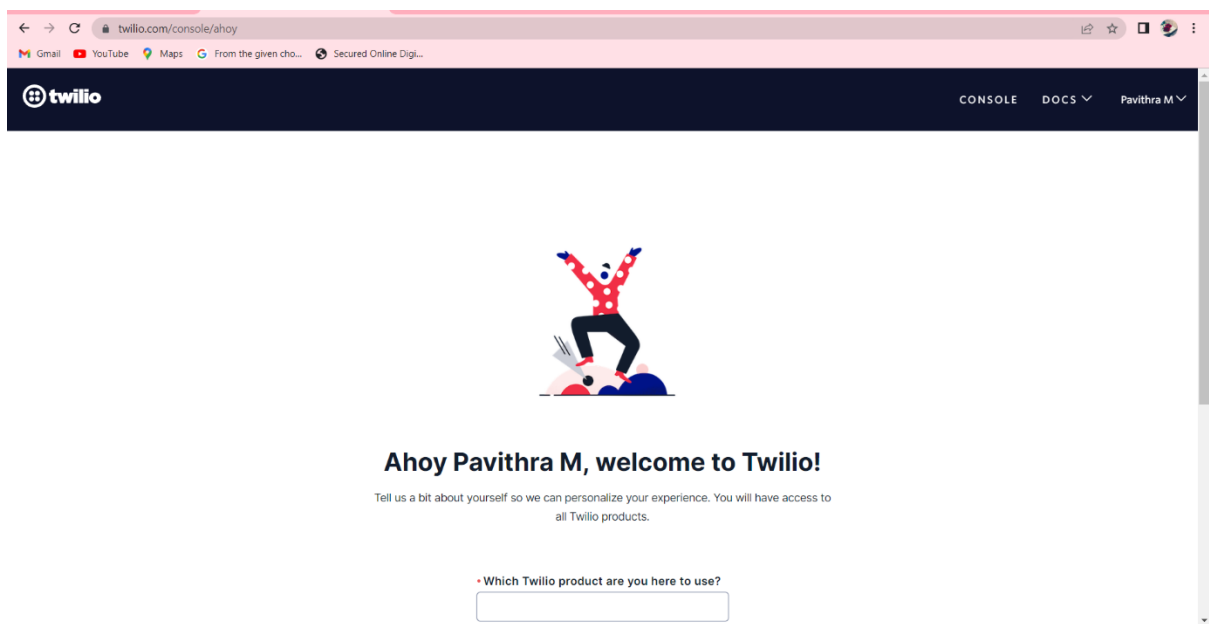 twilio.com/console/ahoy
Gmail YouTube Maps From the given cho... Secured Online Digi...
twilio CONSOLE DOCS Pavithra M
Ahoy Pavithra M, welcome to Twilio!
Tell us a bit about yourself so we can personalize your experience. You will have access to
all Twilio products.
• Which Twilio product are you here to use?